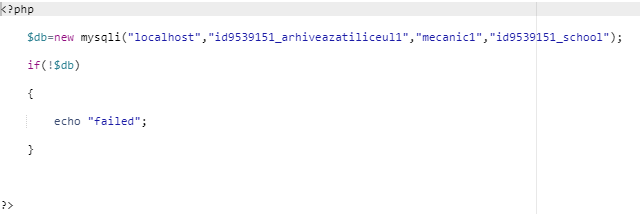 <?php
$db=new mysqli("localhost","id9539151_arhiveazatiliceul1","mecanic1","id9539151_school");
if(!$db)
{
echo "failed";
}
?>